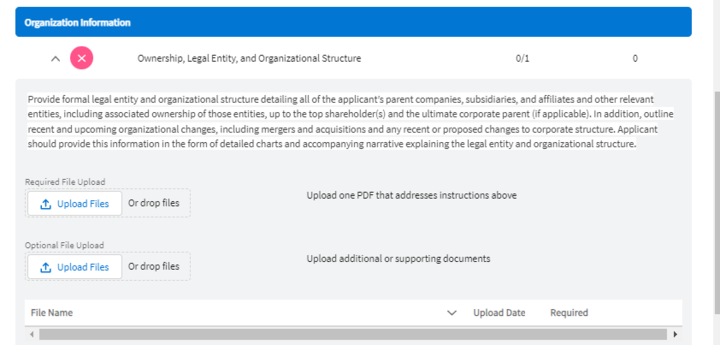 Organization Information
Ownership, Legal Entity, and Organizational Structure 0/1 0
Provide formal legal entity and organizational structure detailing all of the applicant's parent companies, subsidiaries, and affiliates and other relevant
entities, including associated ownership of those entities, up to the top shareholder(s) and the ultimate corporate parent (if applicable). In addition, outline
recent and upcoming organizational changes, including mergers and acquisitions and any recent or proposed changes to corporate structure. Applicant
should provide this information in the form of detailed charts and accompanying narrative explaining the legal entity and organizational structure.
Required File Upload
Upload Files Or drop files Upload one PDF that addresses instructions above
Optional File Upload
Upload Files Or drop files Upload additional or supporting documents
File Name Upload Date Required